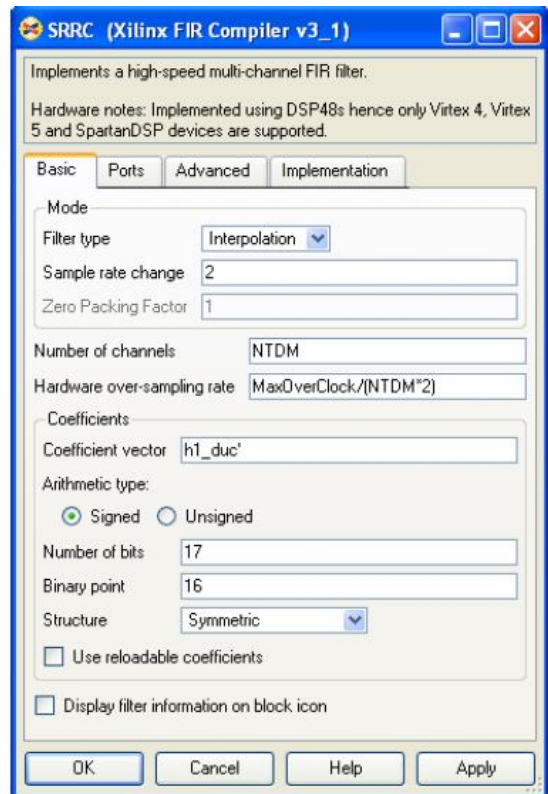 SRRC (Xilinx FIR Compiler v3_1)
Implements a high-speed multi-channel FIR filter.
Hardware notes: Implemented using DSP48s hence only Virtex 4, Virtex
5 and SpartanDSP devices are supported.
Basic Ports Advanced Implementation
Mode
Filter type Interpolation
Sample rate change 2
Zero Packing Factor 1
Number of channels NTDM
Hardware over-sampling rate MaxOverClock/(NTDM*2)
Coefficients
Coefficient vector h1_duc'
Arithmetic type:
Signed Unsigned
Number of bits 17
Binary point 16
Structure Symmetric
Use reloadable coefficients
Display filter information on block icon
OK Cancel Help Apply